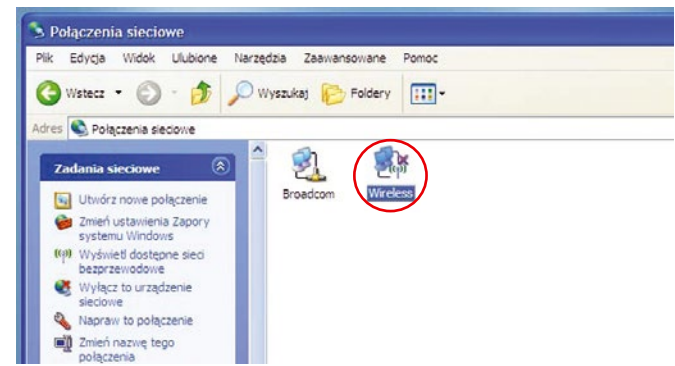 Połączenia sieciowe
Plik Edycja Widok Ulubione Narzędzia Zaawansowane Pomoc
Wstecz Wyszukaj Foldery
Adres Połączenia sieciowe
Zadania sieciowe
Utwórz nowe połączenie
Zmień ustawienia Zapory
systemu Windows
Wyświetl dostępne sieci
bezprzewodowe
Wyłącz to urządzenie
sieciowe
Napraw to połączenie
Zmień nazwę tego
połączenia
Broadcom
Wireless